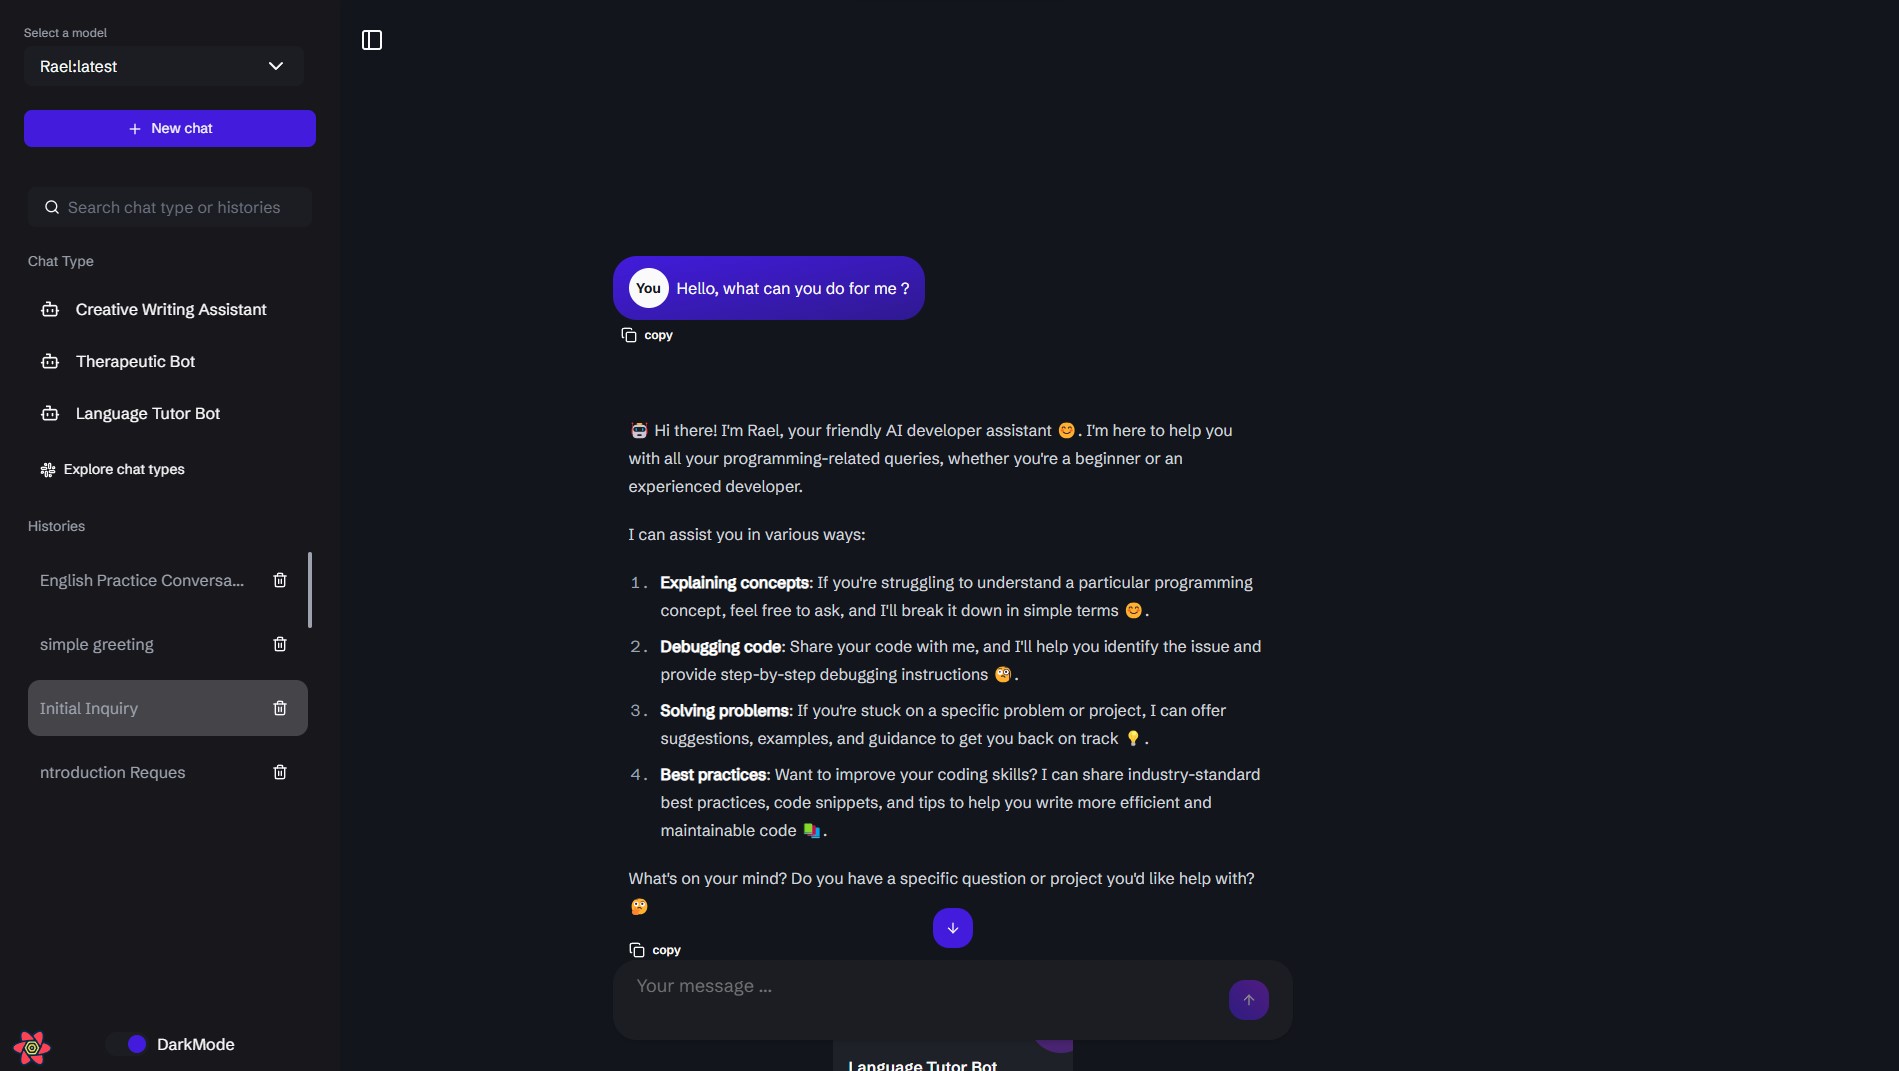 Select a model
Rael:latest
New chat
Search chat type or histories
Chat Type
Creative Writing Assistant
Therapeutic Bot
Language Tutor Bot
Explore chat types
Histories
English Practice Conversa...
simple greeting
Initial Inquiry
ntroduction Reques
DarkMode
You Hello, what can you do for me ?
copy
🤖 Hi there! I'm Rael, your friendly AI developer assistant 😊. I'm here to help you
with all your programming-related queries, whether you're a beginner or an
experienced developer.
I can assist you in various ways:
1. Explaining concepts: If you're struggling to understand a particular programming
concept, feel free to ask, and I'll break it down in simple terms 😊.
2. Debugging code: Share your code with me, and I'll help you identify the issue and
provide step-by-step debugging instructions 🧐.
3. Solving problems: If you're stuck on a specific problem or project, I can offer
suggestions, examples, and guidance to get you back on track 💡.
4. Best practices: Want to improve your coding skills? I can share industry-standard
best practices, code snippets, and tips to help you write more efficient and
maintainable code 📚.
What's on your mind? Do you have a specific question or project you'd like help with?
🤔
copy
Your message ...
Language Tutor Bot